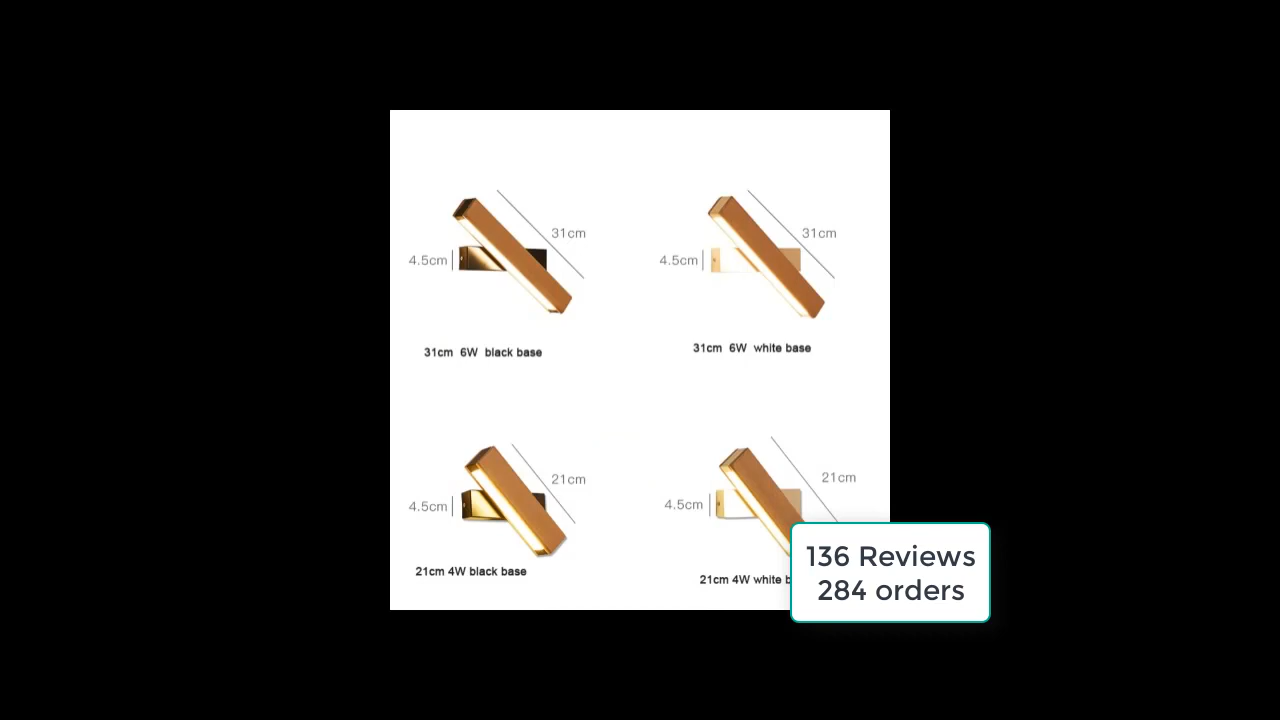 31cm
4.5cm
31cm 6W black base
31cm
4.5cm
31cm 6W white base
21cm
4.5cm
21cm 4W black base
21cm
4.5cm
21cm 4W white
136 Reviews
284 orders